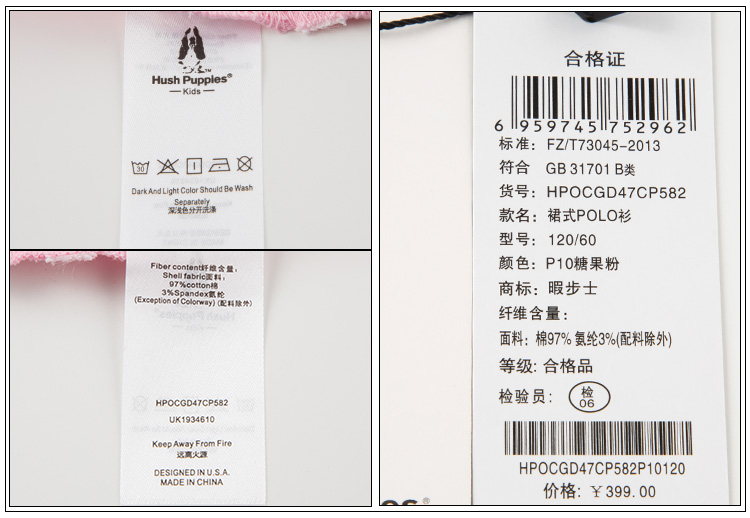 Hush Puppies®
Kids
30
Dark And Light Color Should Be Wash
Separately
深浅色分开洗涤
Fiber content纤维含量:
Shell fabric面料:
97%cotton棉
3%Spandex氨纶
(Exception of Colorway) (配料除外)
HPOCGD47CP582
UK1934610
Keep Away From Fire
远离火源
DESIGNED IN U.S.A.
MADE IN CHINA
合格证
6 959745 752962
标准: FZ/T73045-2013
符合 GB 31701 B类
货号: HPOCGD47CP582
款名: 裙式POLO衫
型号: 120/60
颜色: P10糖果粉
商标: 暇步士
纤维含量:
面料: 棉97% 氨纶3%(配料除外)
等级: 合格品
检验员: 检 06
HPOCGD47CP582P10120
价格: ￥399.00
es®